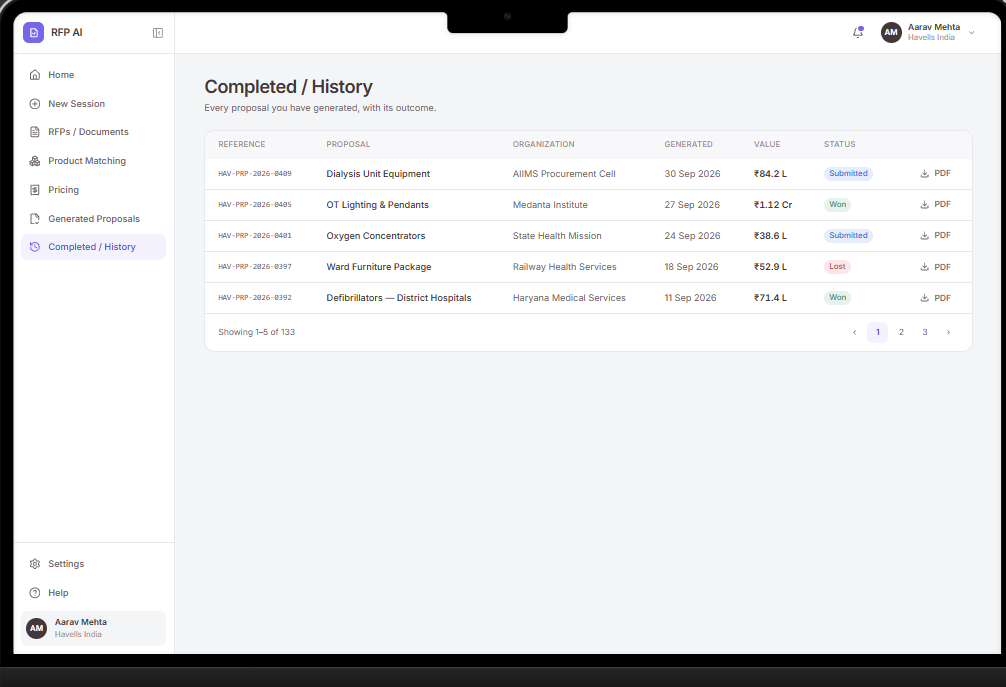 RFP AI
AM
Aarav Mehta
Havells India
Home
New Session
RFPs / Documents
Product Matching
Pricing
Generated Proposals
Completed / History
Completed / History
Every proposal you have generated, with its outcome.
REFERENCE PROPOSAL ORGANIZATION GENERATED VALUE STATUS
HAV-PRP-2026-0409 Dialysis Unit Equipment AIIMS Procurement Cell 30 Sep 2026 ₹84.2 L Submitted PDF
HAV-PRP-2026-0405 OT Lighting & Pendants Medanta Institute 27 Sep 2026 ₹1.12 Cr Won PDF
HAV-PRP-2026-0401 Oxygen Concentrators State Health Mission 24 Sep 2026 ₹38.6 L Submitted PDF
HAV-PRP-2026-0397 Ward Furniture Package Railway Health Services 18 Sep 2026 ₹52.9 L Lost PDF
HAV-PRP-2026-0392 Defibrillators — District Hospitals Haryana Medical Services 11 Sep 2026 ₹71.4 L Won PDF
Showing 1–5 of 133 ‹ 1 2 3 ›
Settings
Help
AM
Aarav Mehta
Havells India